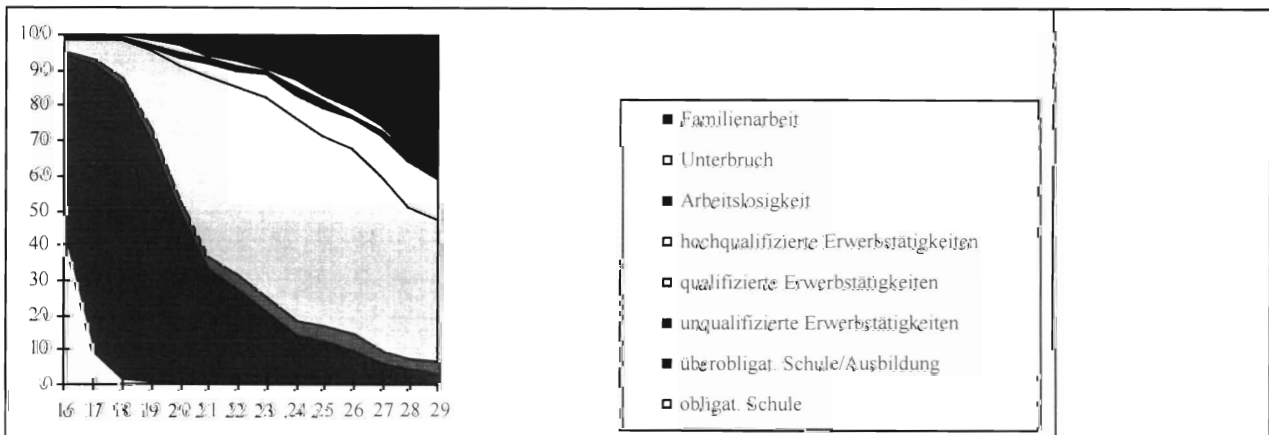 100
90
80
70
60
50
40
30
20
10
0
16 17 18 19 20 21 22 23 24 25 26 27 28 29
Familienarbeit
Unterbruch
Arbeitslosigkeit
hochqualifizierte Erwerbstätigkeiten
qualifizierte Erwerbstätigkeiten
unqualifizierte Erwerbstätigkeiten
überobligat. Schule/Ausbildung
obligat. Schule